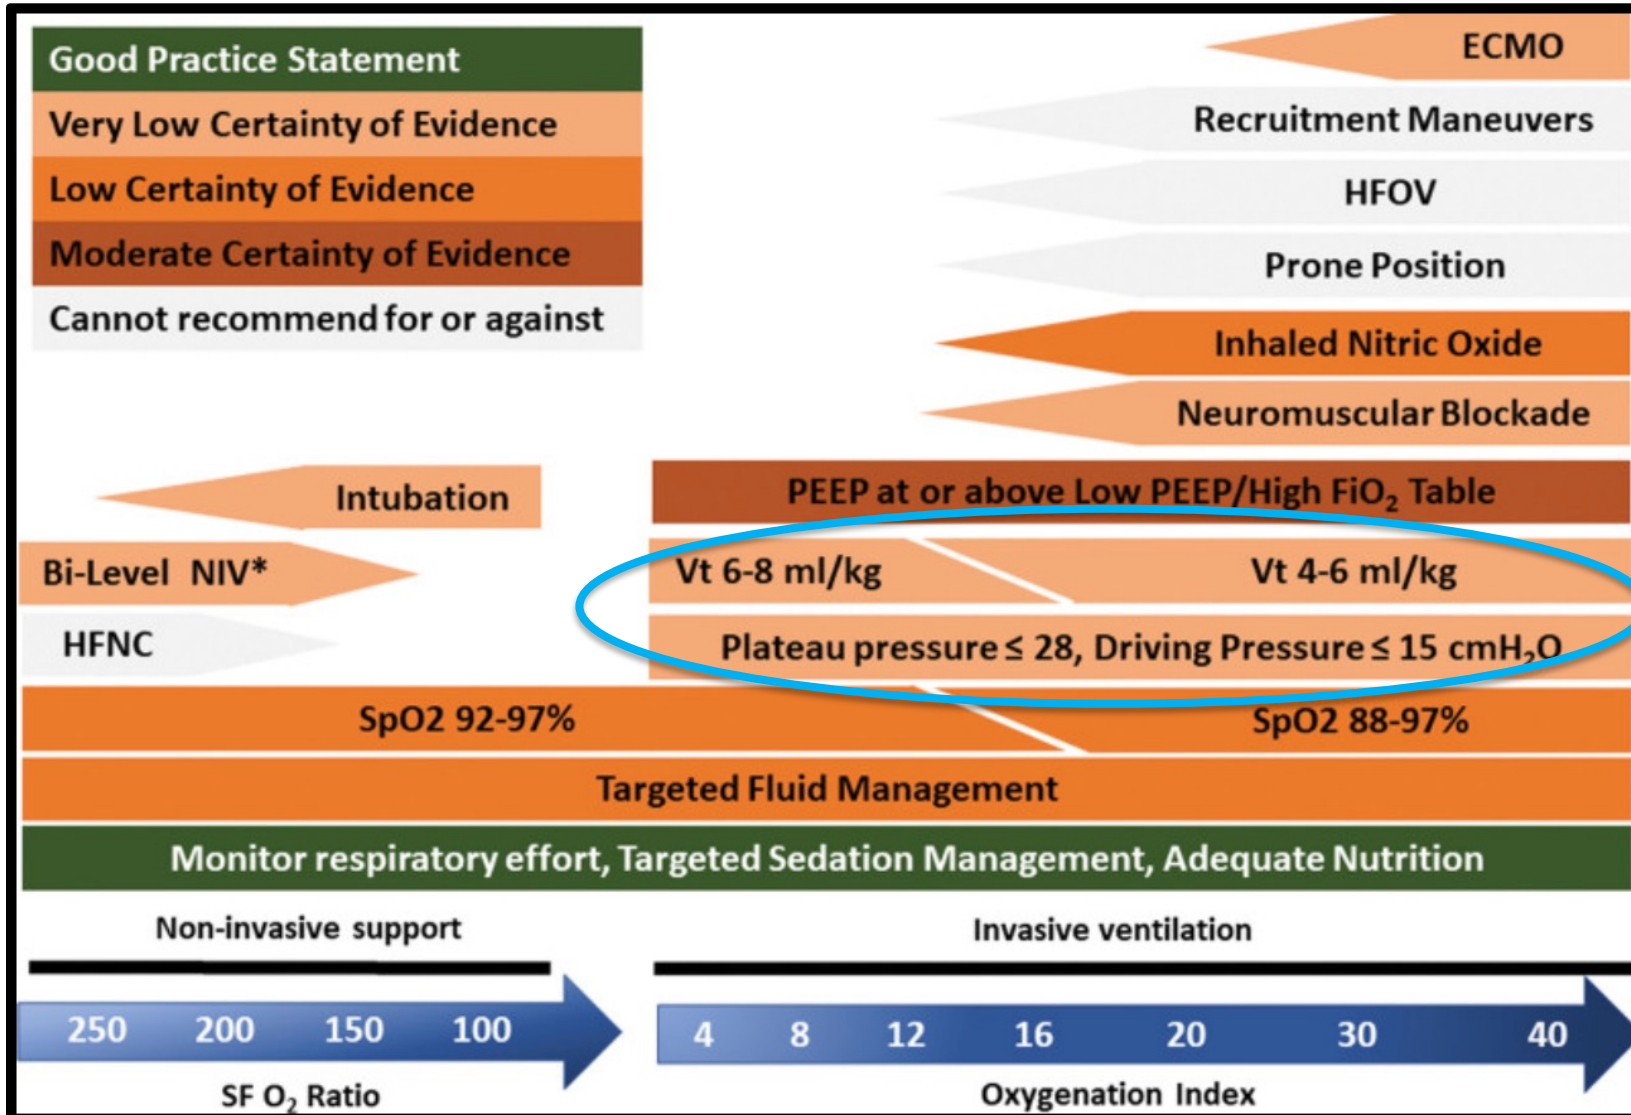 Good Practice Statement
Very Low Certainty of Evidence
Low Certainty of Evidence
Moderate Certainty of Evidence
Cannot recommend for or against
ECMO
Recruitment Maneuvers
HFOV
Prone Position
Inhaled Nitric Oxide
Neuromuscular Blockade
Intubation
PEEP at or above Low PEEP/High FiO₂ Table
Bi-Level NIV*
Vt 6-8 ml/kg
Vt 4-6 ml/kg
HFNC
Plateau pressure ≤ 28, Driving Pressure ≤ 15 cmH₂O
SpO2 92-97%
SpO2 88-97%
Targeted Fluid Management
Monitor respiratory effort, Targeted Sedation Management, Adequate Nutrition
Non-invasive support
Invasive ventilation
250 200 150 100
4 8 12 16 20 30 40
SF O₂ Ratio
Oxygenation Index